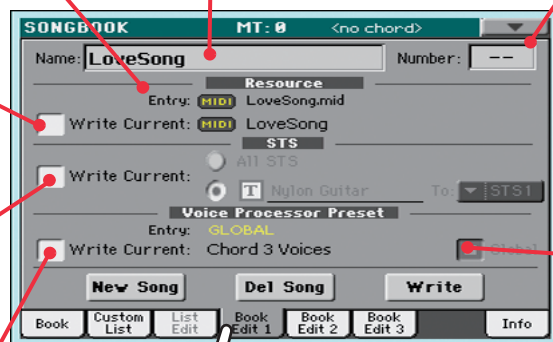 SONGBOOK MT: 0 <no chord>
Name: LoveSong Number: --
Resource
Entry: MIDI LoveSong.mid
Write Current: MIDI LoveSong
STS
Write Current: All STS
T Nylon Guitar To: STS1
Voice Processor Preset
Entry: GLOBAL
Write Current: Chord 3 Voices Global
New Song Del Song Write
Book Custom List List Edit Book Edit 1 Book Edit 2 Book Edit 3 Info